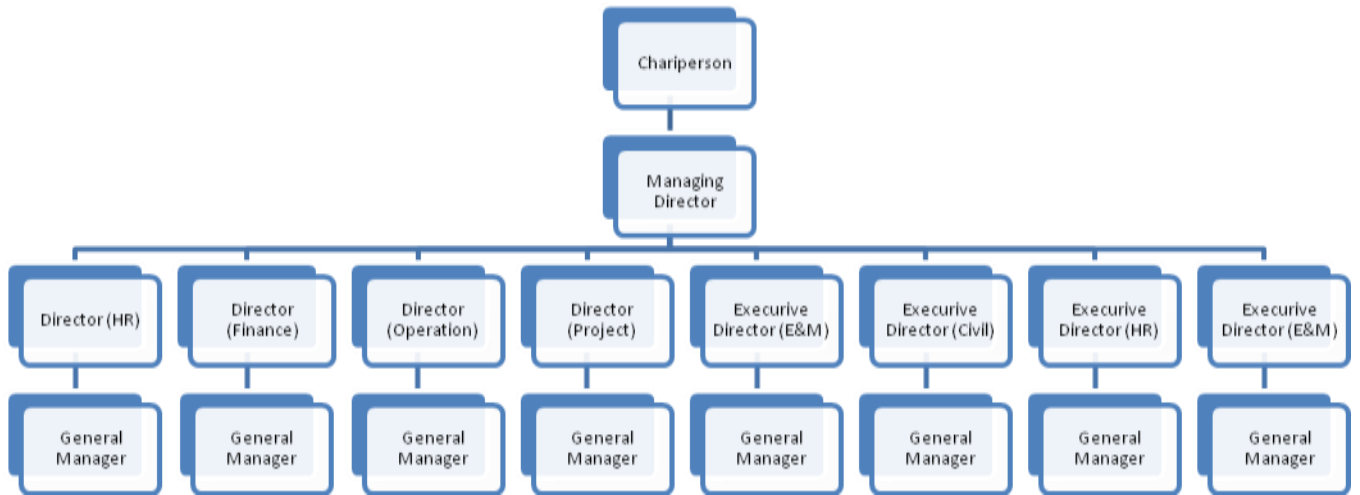 Chariperson
Managing
Director
Director (HR)
Director
(Finance)
Director
(Operation)
Director
(Project)
Execurive
Director (E&M)
Execurive
Director (Civil)
Execurive
Director (HR)
Execurive
Director (E&M)
General
Manager
General
Manager
General
Manager
General
Manager
General
Manager
General
Manager
General
Manager
General
Manager